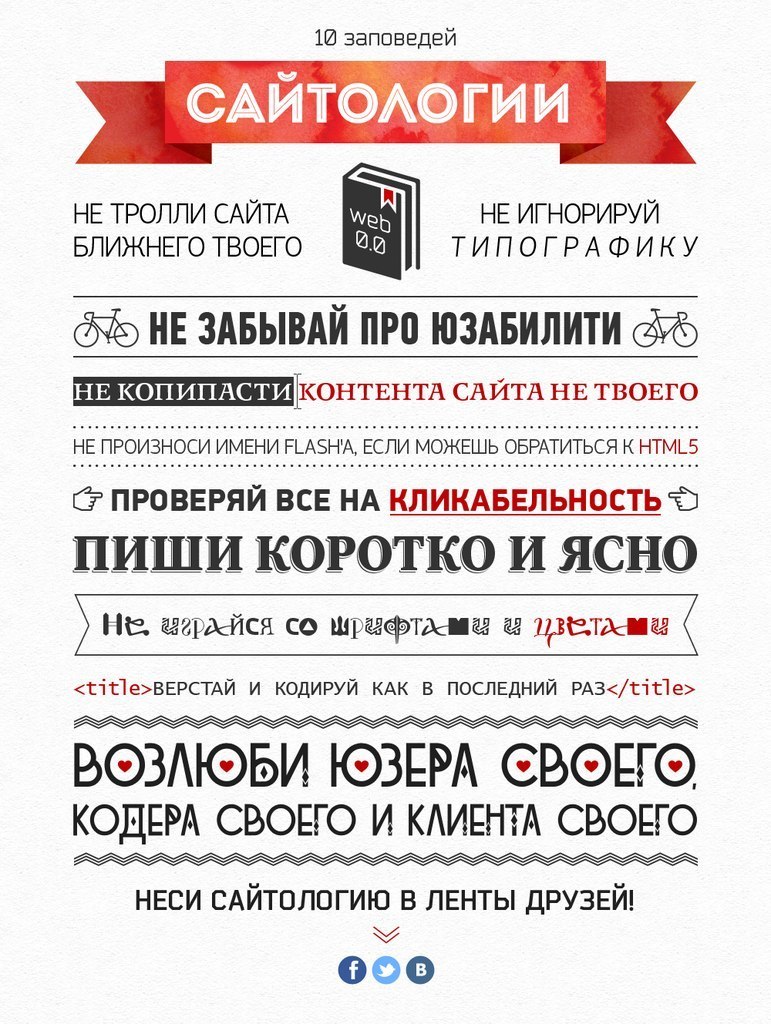 10 заповедей
САЙТОЛОГИИ
НЕ ТРОЛЛИ САЙТА
БЛИЖНЕГО ТВОЕГО
web
0.0
НЕ ИГНОРИРУЙ
ТИПОГРАФИКУ
НЕ ЗАБЫВАЙ ПРО ЮЗАБИЛИТИ
НЕ КОПИПАСТИ КОНТЕНТА САЙТА НЕ ТВОЕГО
НЕ ПРОИЗНОСИ ИМЕНИ FLASH'А, ЕСЛИ МОЖЕШЬ ОБРАТИТЬСЯ К HTML5
ПРОВЕРЯЙ ВСЕ НА КЛИКАБЕЛЬНОСТЬ
ПИШИ КОРОТКО И ЯСНО
Не играйся со шрифтами и цветами
<title>ВЕРСТАЙ И КОДИРУЙ КАК В ПОСЛЕДНИЙ РАЗ</title>
ВОЗЛЮБИ ЮЗЕРА СВОЕГО,
КОДЕРА СВОЕГО И КЛИЕНТА СВОЕГО
НЕСИ САЙТОЛОГИЮ В ЛЕНТЫ ДРУЗЕЙ!
f
В